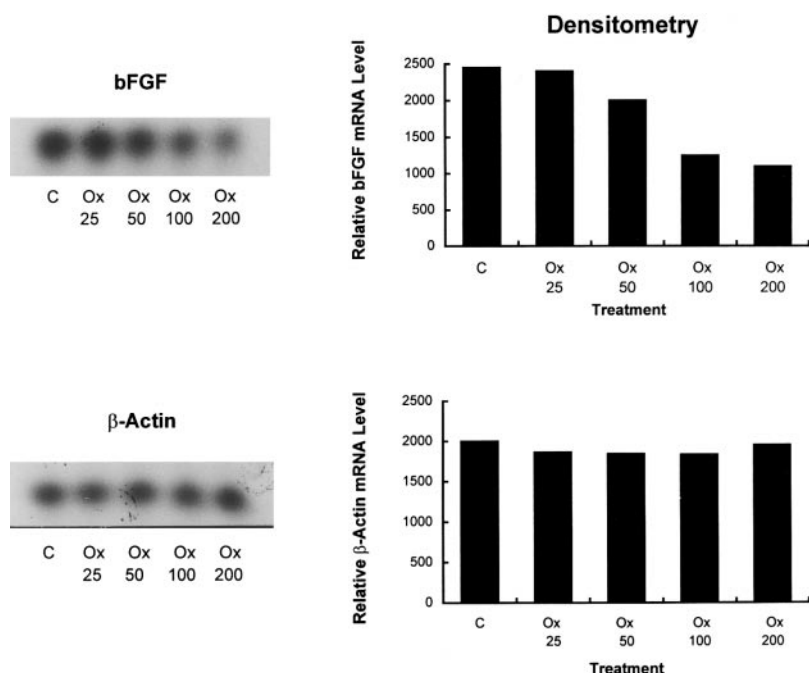 Densitometry
bFGF
C Ox Ox Ox Ox
25 50 100 200
Relative bFGF mRNA Level
2500
2000
1500
1000
500
0
C Ox Ox Ox Ox
25 50 100 200
Treatment
β-Actin
C Ox Ox Ox Ox
25 50 100 200
Relative β-Actin mRNA Level
2500
2000
1500
1000
500
0
C Ox Ox Ox Ox
25 50 100 200
Treatment